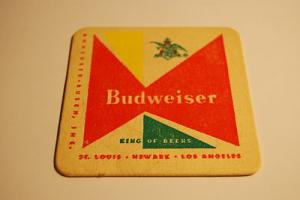 ANHEUSER-BUSCH, INC.
Budweiser
KING OF BEERS
ST. LOUIS · NEWARK · LOS ANGELES